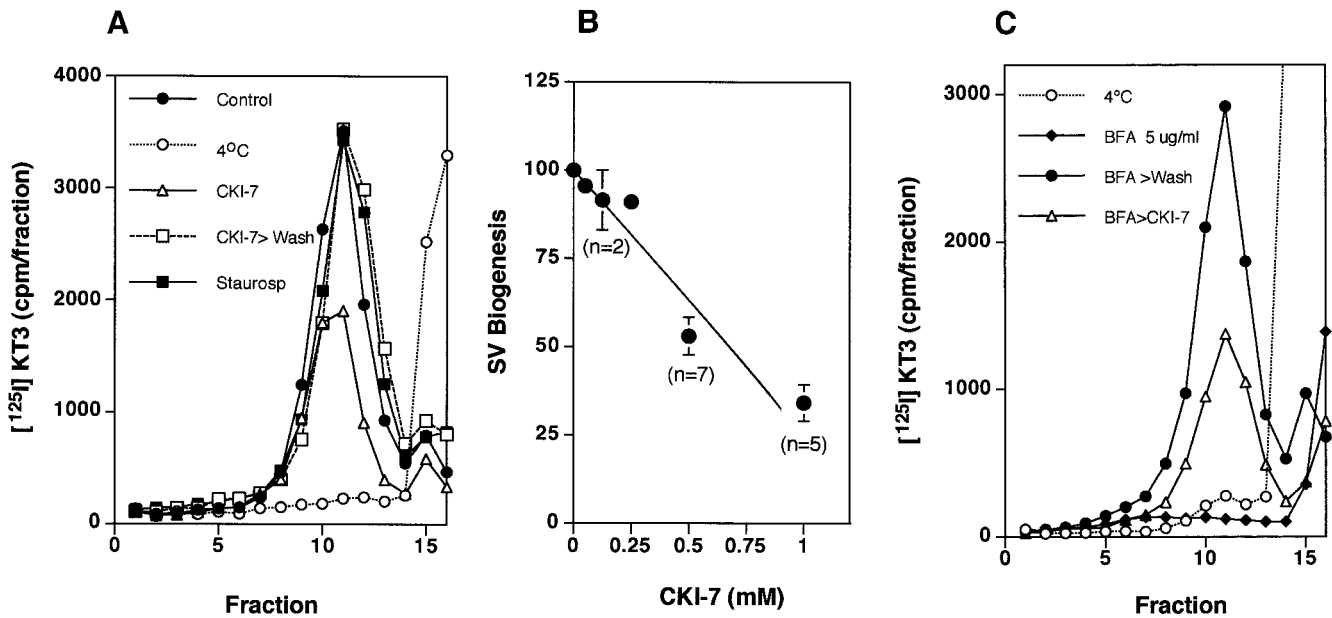 A
[125I] KT3 (cpm/fraction)
4000
3000
2000
1000
0
0
5
10
15
Fraction
Control
4°C
CKI-7
CKI-7> Wash
Staurosp
B
SV Biogenesis
125
100
75
50
25
0
0
0.25
0.5
0.75
1
CKI-7 (mM)
(n=2)
(n=7)
(n=5)
C
[125I] KT3 (cpm/fraction)
3000
2000
1000
0
0
5
10
15
Fraction
4°C
BFA 5 ug/ml
BFA >Wash
BFA>CKI-7